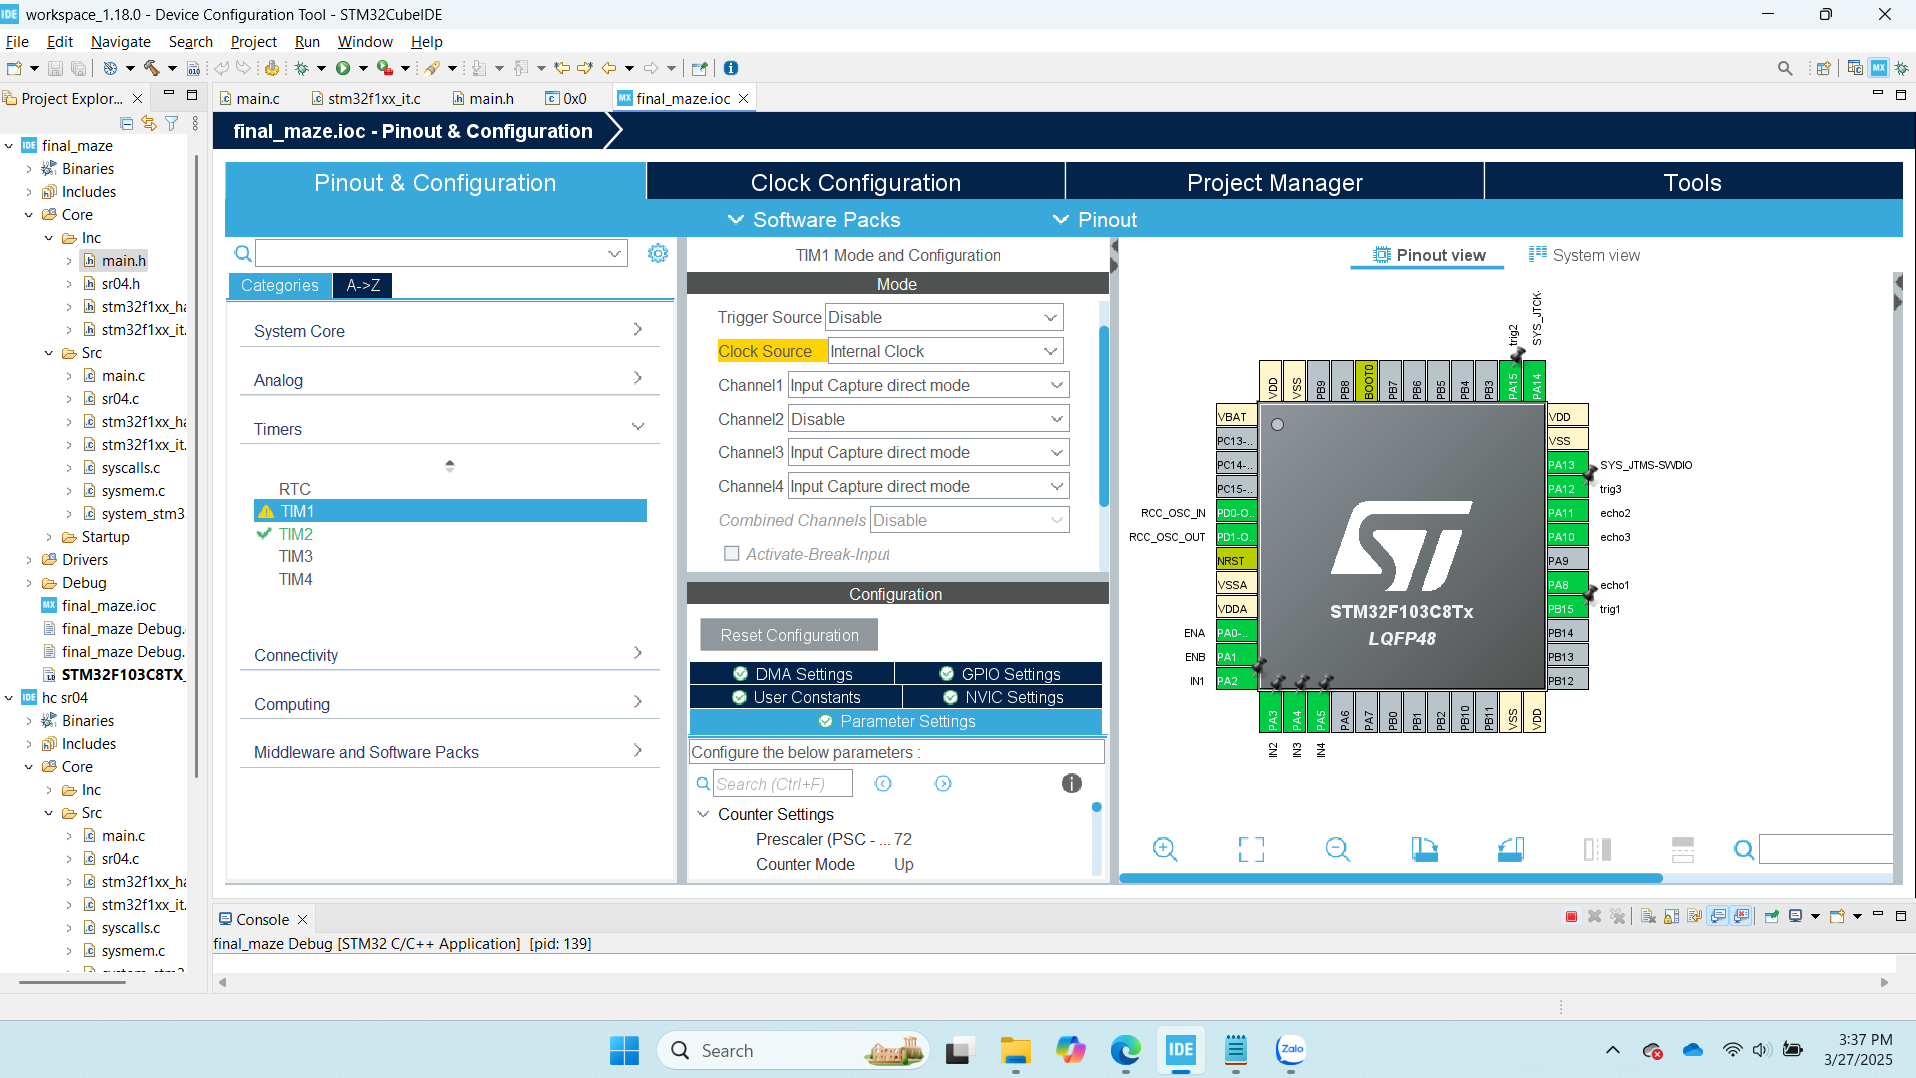 IDE workspace_1.18.0 - Device Configuration Tool - STM32CubeIDE
File Edit Navigate Search Project Run Window Help
Project Explor...
main.c
stm32f1xx_it.c
main.h
0x0
MX final_maze.ioc
final_maze.ioc - Pinout & Configuration
Pinout & Configuration
Clock Configuration
Project Manager
Tools
Software Packs
Pinout
IDE final_maze
Binaries
Includes
Core
Inc
main.h
sr04.h
stm32f1xx_ha
stm32f1xx_it.
Src
main.c
sr04.c
stm32f1xx_ha
stm32f1xx_it.
syscalls.c
sysmem.c
system_stm3
Startup
Drivers
Debug
MX final_maze.ioc
final_maze Debug.
final_maze Debug.
STM32F103C8TX_
IDE hc sr04
Binaries
Includes
Core
Inc
Src
main.c
sr04.c
stm32f1xx_ha
stm32f1xx_it.
syscalls.c
sysmem.c
Categories
A->Z
System Core
Analog
Timers
RTC
TIM1
TIM2
TIM3
TIM4
Connectivity
Computing
Middleware and Software Packs
TIM1 Mode and Configuration
Mode
Trigger Source Disable
Clock Source Internal Clock
Channel1 Input Capture direct mode
Channel2 Disable
Channel3 Input Capture direct mode
Channel4 Input Capture direct mode
Combined Channels Disable
Activate-Break-Input
Configuration
Reset Configuration
DMA Settings
GPIO Settings
User Constants
NVIC Settings
Parameter Settings
Configure the below parameters :
Search (Ctrl+F)
Counter Settings
Prescaler (PSC - ... 72
Counter Mode Up
Pinout view
System view
trig2
SYS_JTCK-
VDD VSS PB9 PB8 BOOT0 PB7 PB6 PB5 PB4 PB3 PA15 PA14
VBAT
PC13-..
PC14-..
PC15-..
RCC_OSC_IN PD0-O..
RCC_OSC_OUT PD1-O..
NRST
VSSA
VDDA
ENA PA0-..
ENB PA1
IN1 PA2
STM32F103C8Tx
LQFP48
VDD
VSS
PA13 SYS_JTMS-SWDIO
PA12 trig3
PA11 echo2
PA10 echo3
PA9
PA8 echo1
PB15 trig1
PB14
PB13
PB12
PA3 PA4 PA5 PA6 PA7 PB0 PB1 PB2 PB10 PB11 VSS VDD
IN2 IN3 IN4
Console
final_maze Debug [STM32 C/C++ Application] [pid: 139]
Search
IDE
Zalo
3:37 PM
3/27/2025